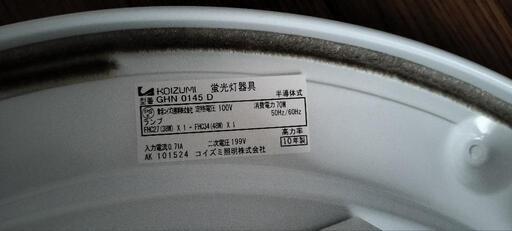 KOIZUMI 蛍光灯器具
型番 GHN 0145 D 半導体式
定格電圧 100V 消費電力 70W
ランプ 50Hz/60Hz
FHC27(38W) X 1・FHC34(48W) X 1
高力率
入力電流 0.71A 二次電圧 199V 10年製
AK 101524 コイズミ照明株式会社